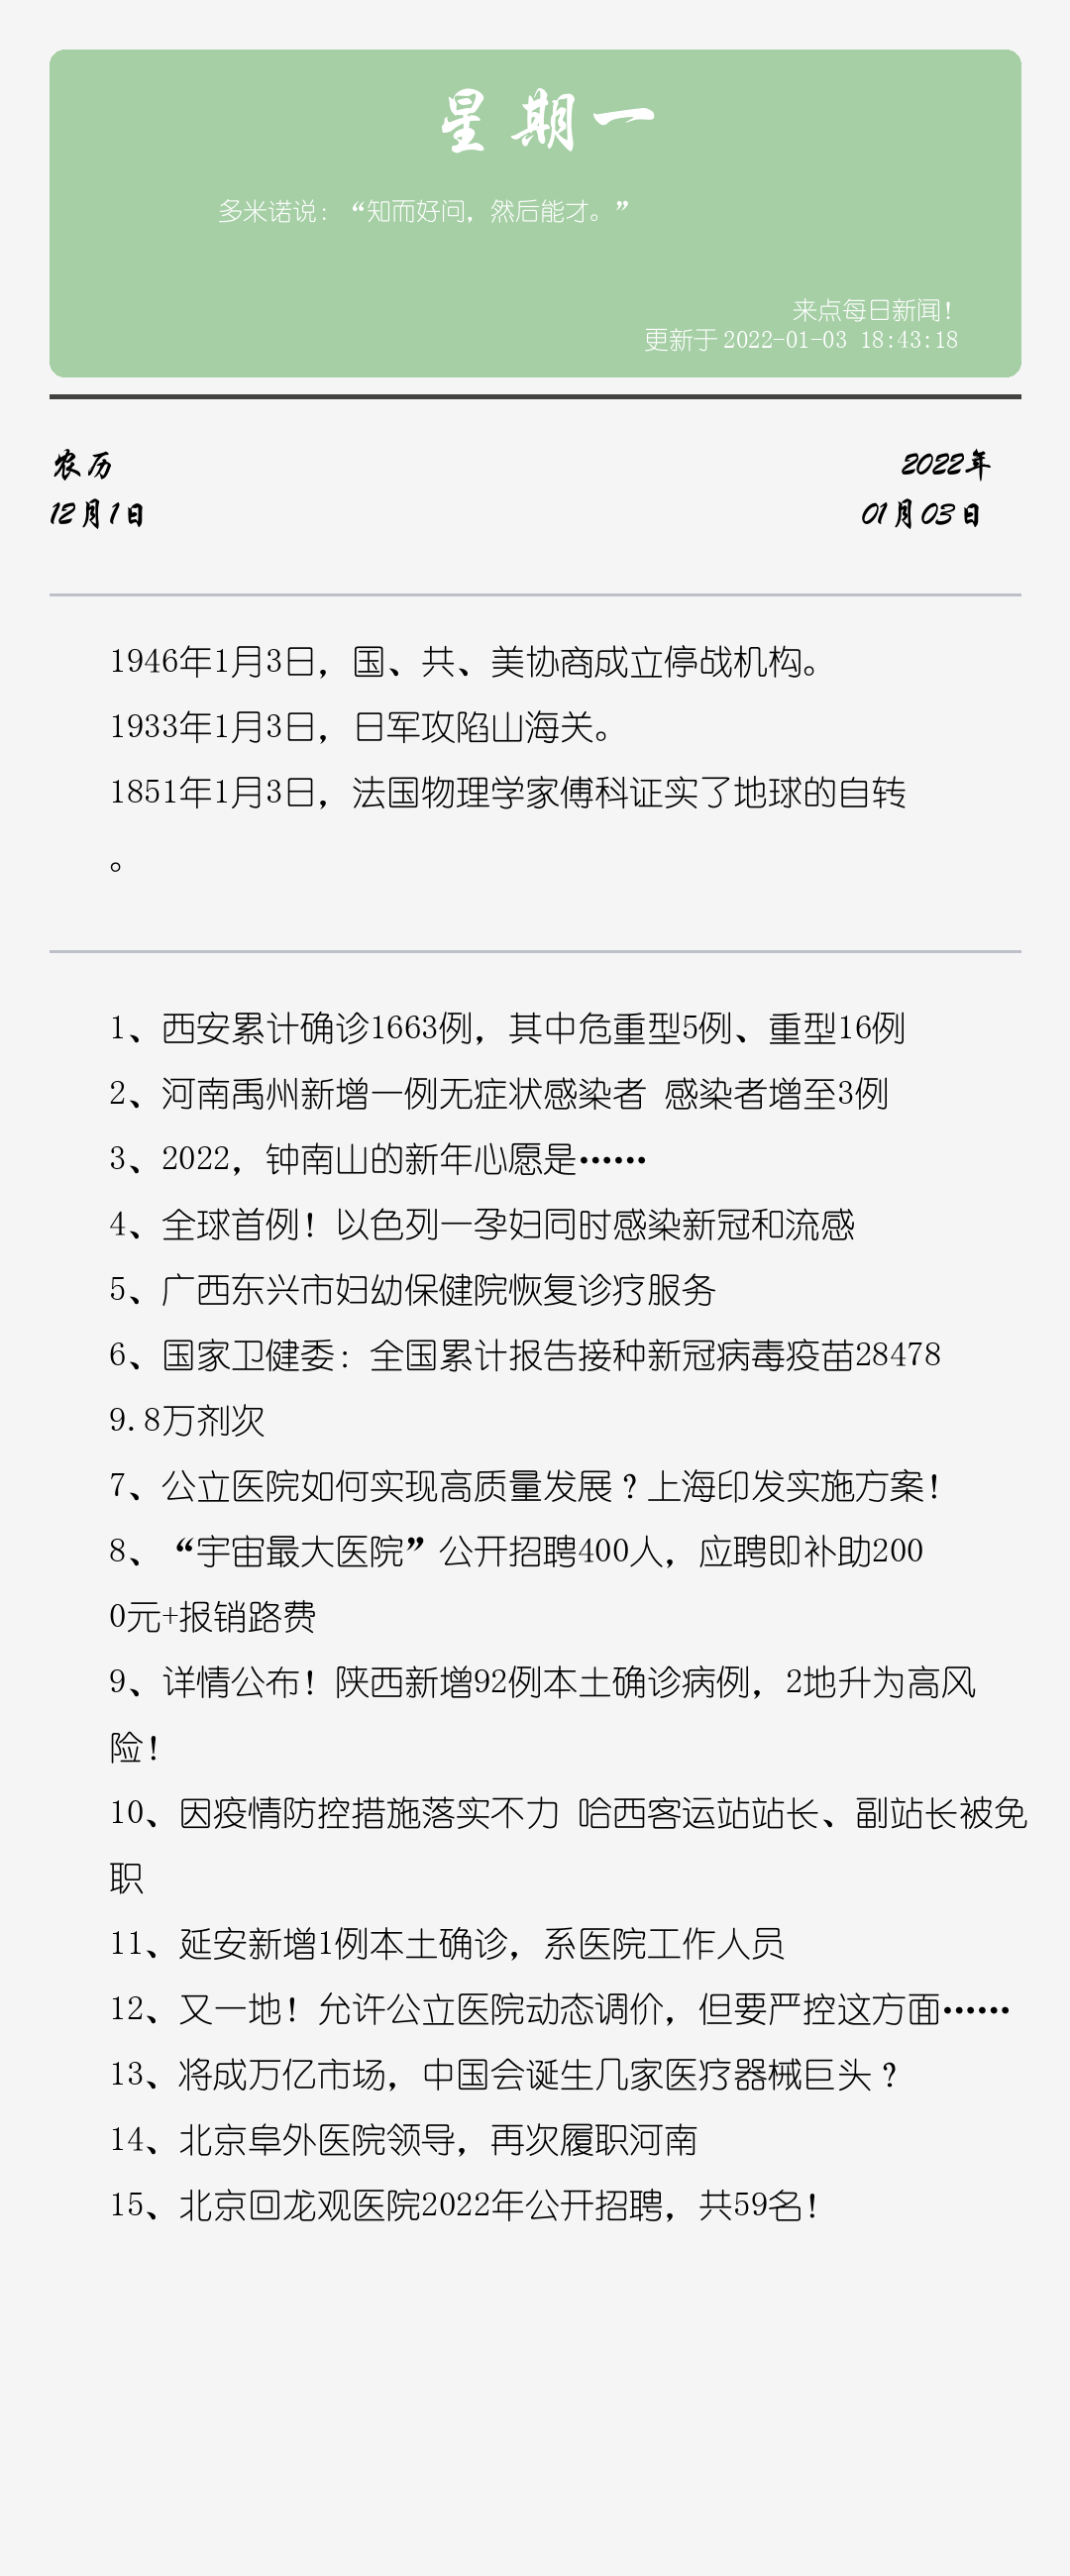 星期一
多米诺说：“知而好问，然后能才。”
来点每日新闻！
更新于 2022-01-03 18:43:18
农历
2022年
12月1日
01月03日
1946年1月3日，国、共、美协商成立停战机构。
1933年1月3日，日军攻陷山海关。
1851年1月3日，法国物理学家傅科证实了地球的自转
。
1、西安累计确诊1663例，其中危重型5例、重型16例
2、河南禹州新增一例无症状感染者 感染者增至3例
3、2022，钟南山的新年心愿是……
4、全球首例！以色列一孕妇同时感染新冠和流感
5、广西东兴市妇幼保健院恢复诊疗服务
6、国家卫健委：全国累计报告接种新冠病毒疫苗28478
9.8万剂次
7、公立医院如何实现高质量发展？上海印发实施方案！
8、“宇宙最大医院”公开招聘400人，应聘即补助200
0元+报销路费
9、详情公布！陕西新增92例本土确诊病例，2地升为高风
险！
10、因疫情防控措施落实不力 哈西客运站站长、副站长被免
职
11、延安新增1例本土确诊，系医院工作人员
12、又一地！允许公立医院动态调价，但要严控这方面……
13、将成万亿市场，中国会诞生几家医疗器械巨头？
14、北京阜外医院领导，再次履职河南
15、北京回龙观医院2022年公开招聘，共59名！